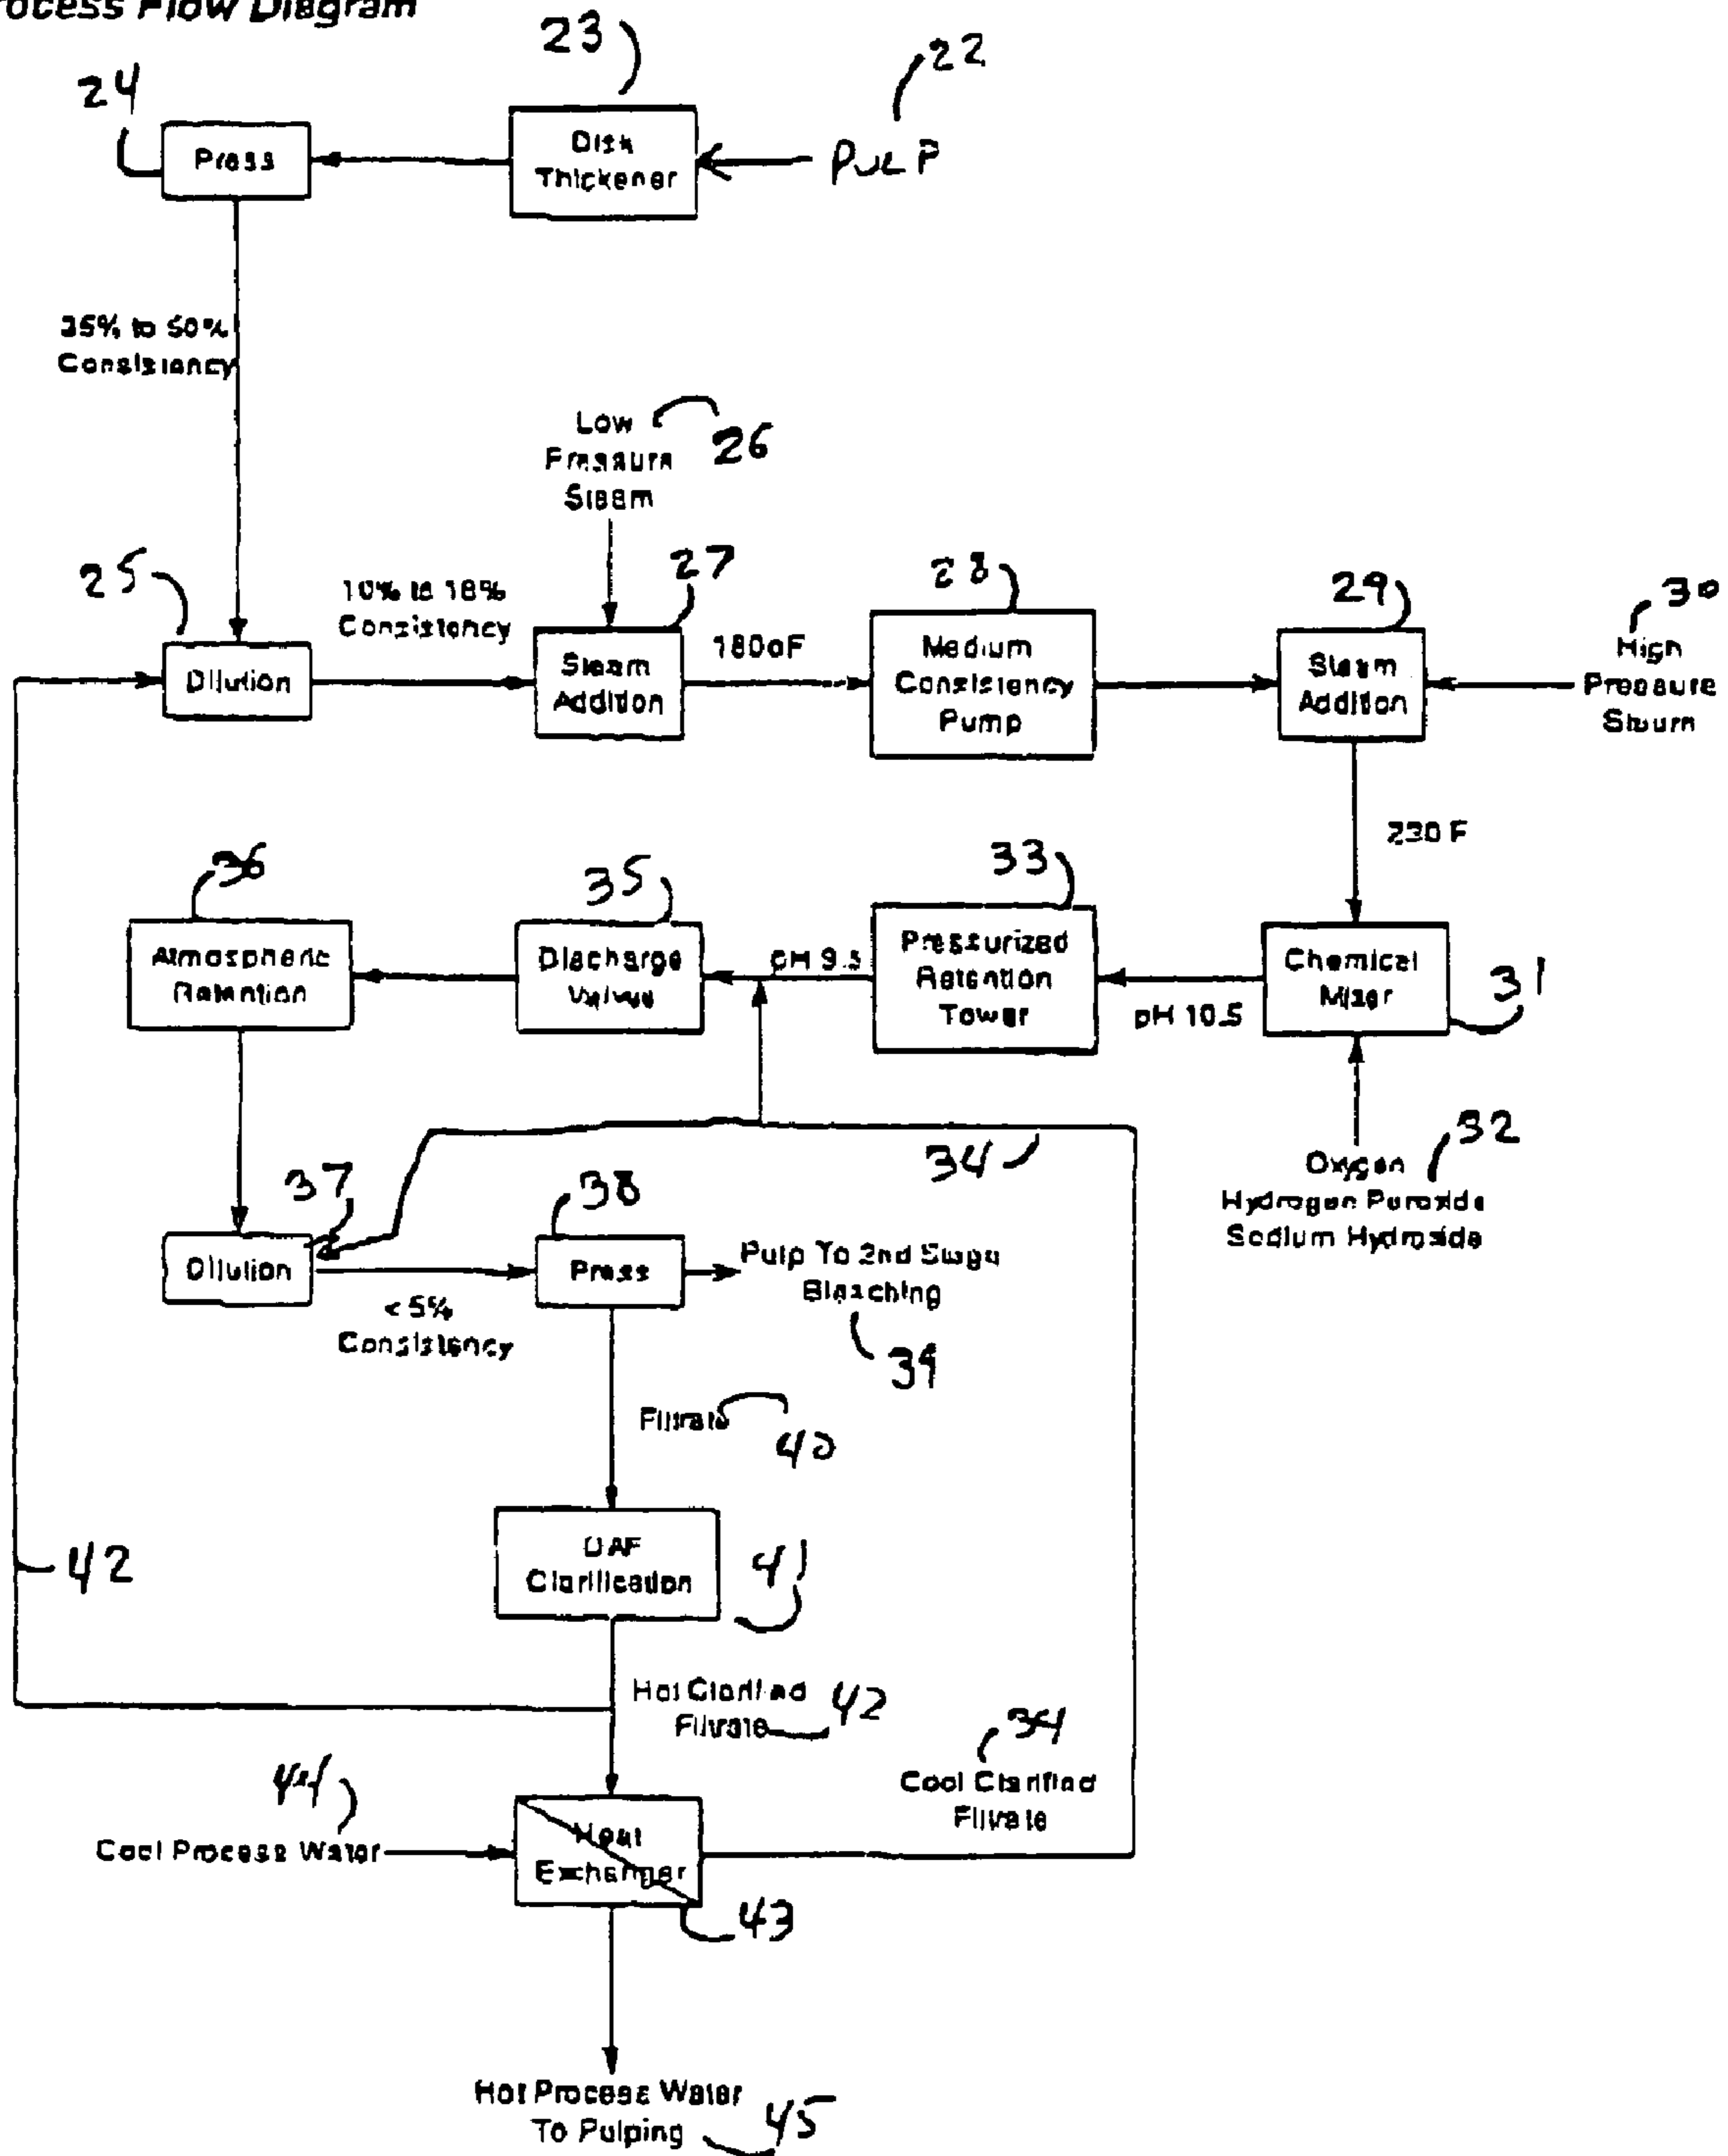 rocess Flow Diagram
23
22
24
Press
Disk
Thickener
PULP
35% to 50%
Consistency
Low
Pressure
Steam
26
25
10% to 18%
Consistency
27
28
29
30
Dilution
Steam
Addition
180oF
Medium
Consistency
Pump
Steam
Addition
High
Pressure
Steam
230 F
36
35
33
Atmospheric
Retention
Discharge
Valves
pH 9.5
Pressurized
Retention
Tower
pH 10.5
Chemical
Mixer
31
34
32
Oxygen
Hydrogen Peroxide
Sodium Hydroxide
37
38
Dilution
<5%
Consistency
Press
Pulp To 2nd Stage
Bleaching
39
Filtrate
40
42
DAF
Clarification
41
Hot Clarified
Filtrate
42
34
Cool Clarified
Filtrate
44
Cool Process Water
Heat
Exchanger
43
Hot Process Water
To Pulping
45